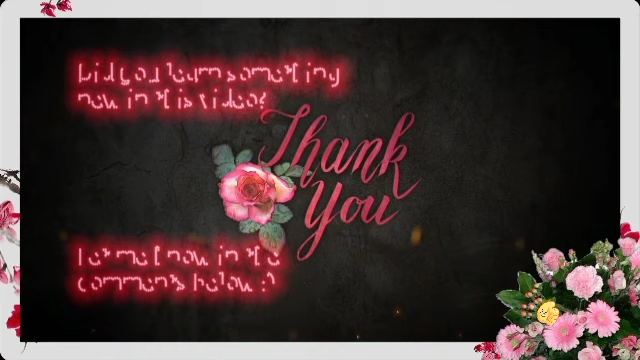 Did you learn something
new in this video?
Thank
You
Let me know in the
comments below :)